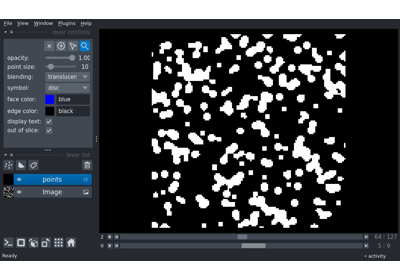 File View Window Plugins Help
layer controls
opacity: 1.00
point size: 10
blending: translucen
symbol: disc
face color: blue
edge color: black
display text:
out of slice:
layer list
points
Image
2 64 127
0 5 9
Ready activity